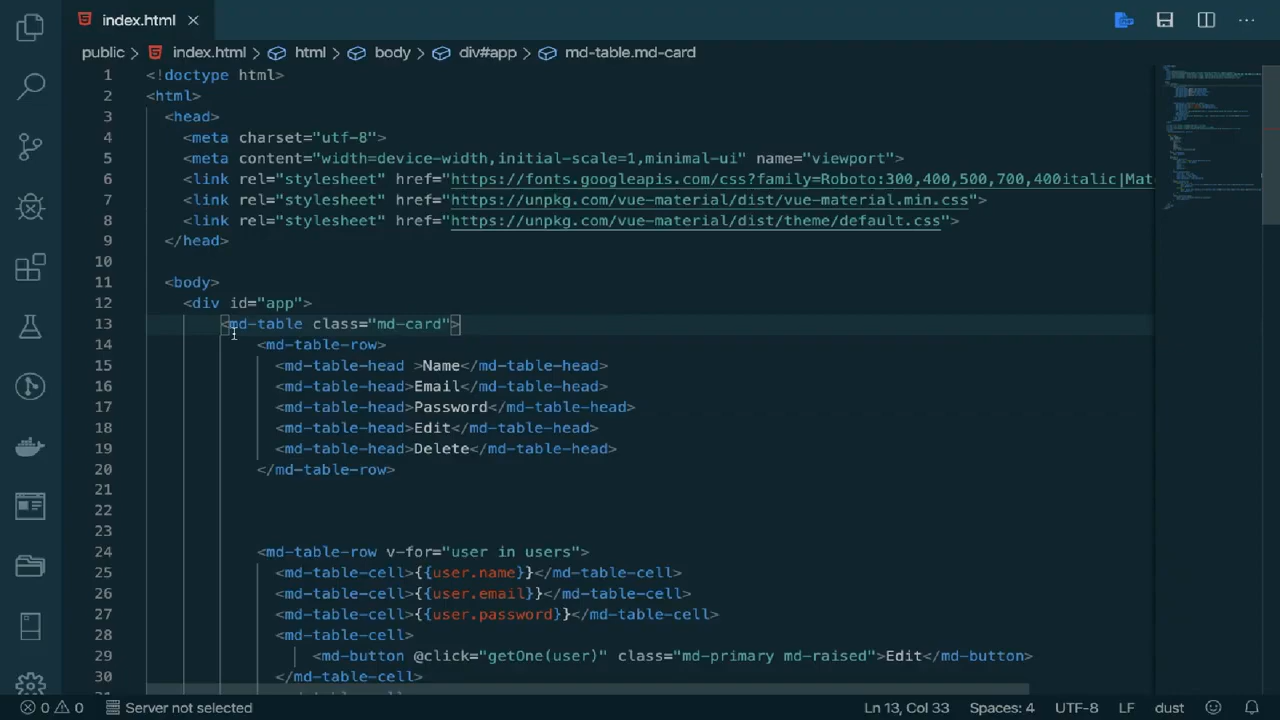 index.html
public > index.html > html > body > div#app > md-table.md-card
1 <!doctype html>
2 <html>
3 <head>
4 <meta charset="utf-8">
5 <meta content="width=device-width,initial-scale=1,minimal-ui" name="viewport">
6 <link rel="stylesheet" href="https://fonts.googleapis.com/css?family=Roboto:300,400,500,700,400italic|Mat
7 <link rel="stylesheet" href="https://unpkg.com/vue-material/dist/vue-material.min.css">
8 <link rel="stylesheet" href="https://unpkg.com/vue-material/dist/theme/default.css">
9 </head>
10
11 <body>
12 <div id="app">
13 <md-table class="md-card">
14 <md-table-row>
15 <md-table-head >Name</md-table-head>
16 <md-table-head>Email</md-table-head>
17 <md-table-head>Password</md-table-head>
18 <md-table-head>Edit</md-table-head>
19 <md-table-head>Delete</md-table-head>
20 </md-table-row>
21
22
23
24 <md-table-row v-for="user in users">
25 <md-table-cell>{{user.name}}</md-table-cell>
26 <md-table-cell>{{user.email}}</md-table-cell>
27 <md-table-cell>{{user.password}}</md-table-cell>
28 <md-table-cell>
29 <md-button @click="getOne(user)" class="md-primary md-raised">Edit</md-button>
30 </md-table-cell>
0 0 Server not selected Ln 13, Col 33 Spaces: 4 UTF-8 LF dust